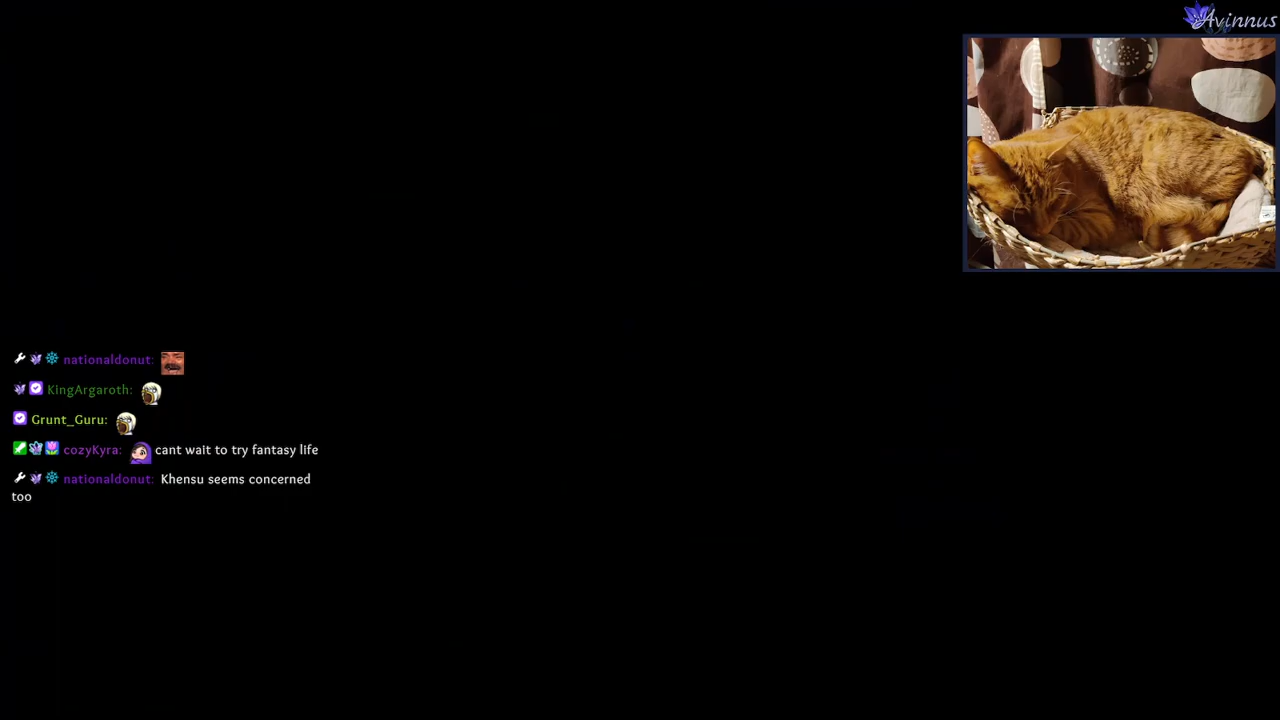 Avinnus
nationaldonut:
KingArgaroth:
Grunt_Guru:
cozyKyra: cant wait to try fantasy life
nationaldonut: Khensu seems concerned
too